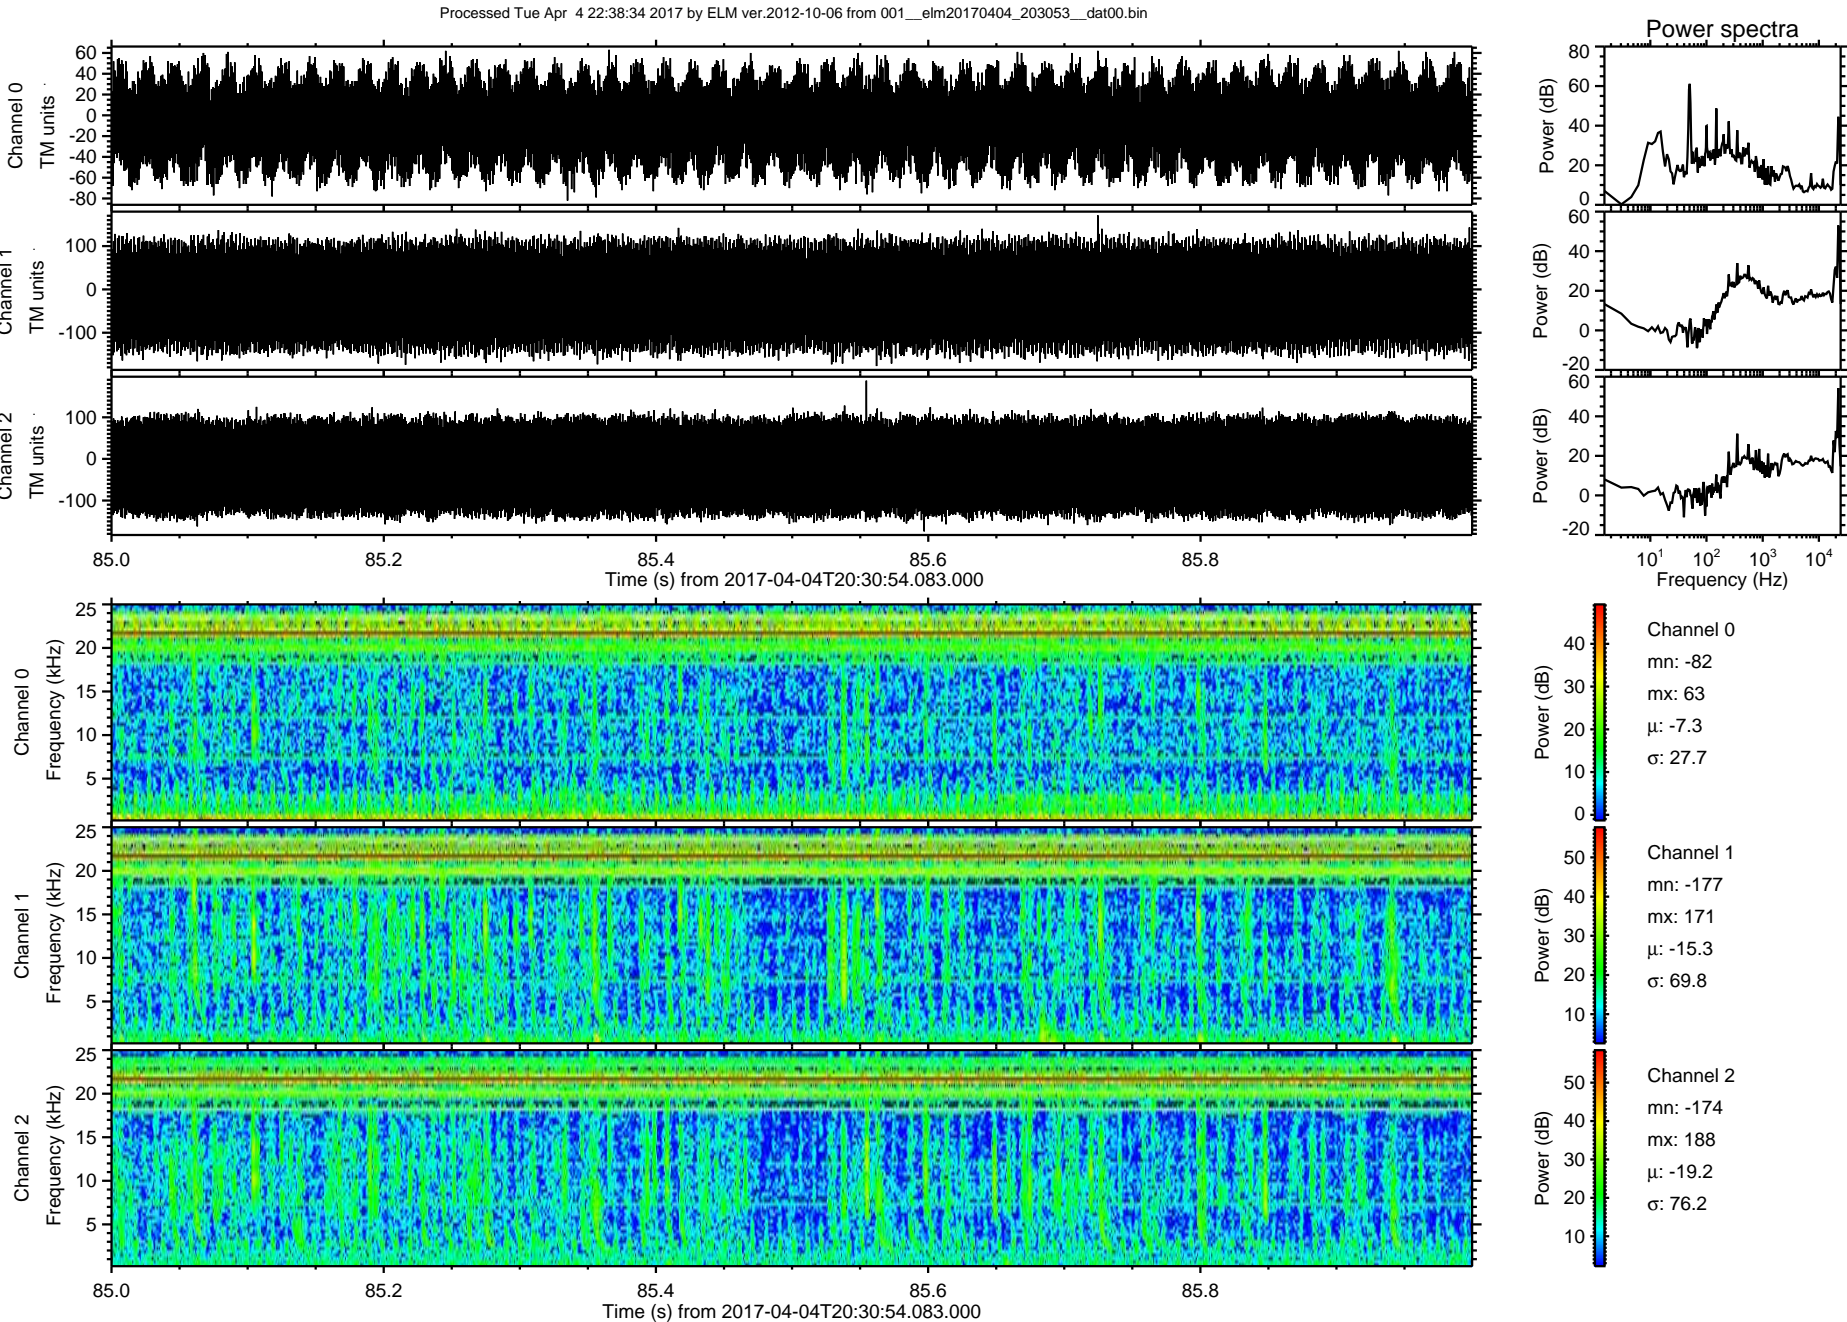 Processed Tue Apr  4 22:38:34 2017 by ELM ver.2012-10-06 from 001__elm20170404_203053__dat00.bin
Power spectra
Channel 0
TM units
60
40
20
0
-20
-40
-60
-80
Power (dB)
80
60
40
20
0
Channel 1
TM units
100
0
-100
Power (dB)
60
40
20
0
-20
Channel 2
TM units
100
0
-100
Power (dB)
60
40
20
0
-20
85.0 85.2 85.4 85.6 85.8
Time (s) from 2017-04-04T20:30:54.083.000
10¹ 10² 10³ 10⁴
Frequency (Hz)
Channel 0
Frequency (kHz)
25
20
15
10
5
Power (dB)
40
30
20
10
0
Channel 0
mn: -82
mx: 63
μ: -7.3
σ: 27.7
Channel 1
Frequency (kHz)
25
20
15
10
5
Power (dB)
50
40
30
20
10
Channel 1
mn: -177
mx: 171
μ: -15.3
σ: 69.8
Channel 2
Frequency (kHz)
25
20
15
10
5
Power (dB)
50
40
30
20
10
Channel 2
mn: -174
mx: 188
μ: -19.2
σ: 76.2
85.0 85.2 85.4 85.6 85.8
Time (s) from 2017-04-04T20:30:54.083.000